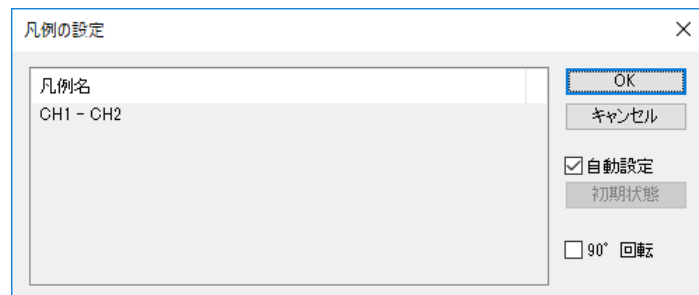 凡例の設定
凡例名
CH1 - CH2
OK
キャンセル
自動設定
初期状態
90° 回転